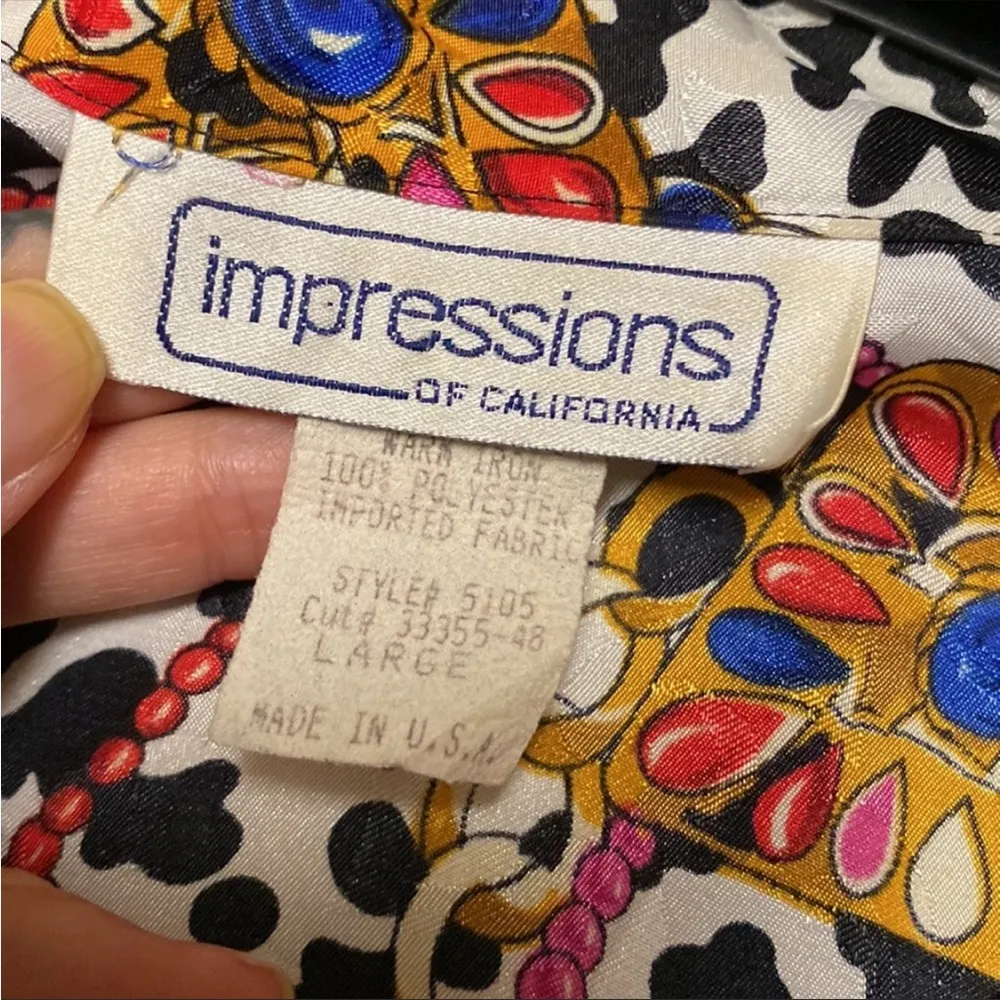 impressions
OF CALIFORNIA
WARM IRON
100% POLYESTER
IMPORTED FABRIC
STYLE# 5105
Cut# 33355-48
LARGE
MADE IN U.S.A.